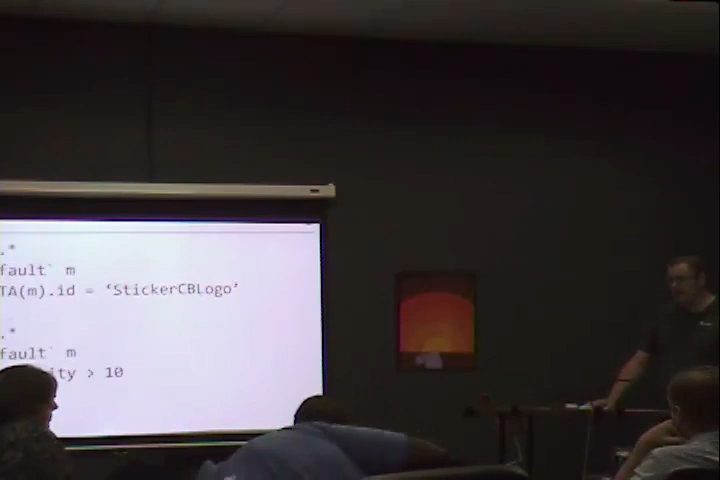 .*
fault` m
TA(m).id = ‘StickerCBLogo’
.*
fault` m
ity > 10